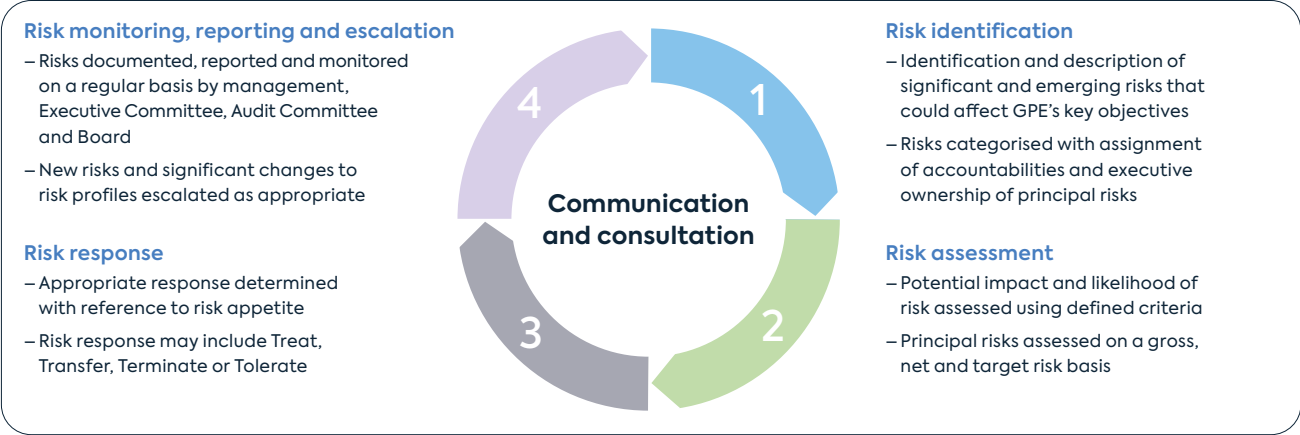 Risk monitoring, reporting and escalation
– Risks documented, reported and monitored
on a regular basis by management,
Executive Committee, Audit Committee
and Board
– New risks and significant changes to
risk profiles escalated as appropriate
Risk response
– Appropriate response determined
with reference to risk appetite
– Risk response may include Treat,
Transfer, Terminate or Tolerate
4
1
3
2
Communication
and consultation
Risk identification
– Identification and description of
significant and emerging risks that
could affect GPE’s key objectives
– Risks categorised with assignment
of accountabilities and executive
ownership of principal risks
Risk assessment
– Potential impact and likelihood of
risk assessed using defined criteria
– Principal risks assessed on a gross,
net and target risk basis